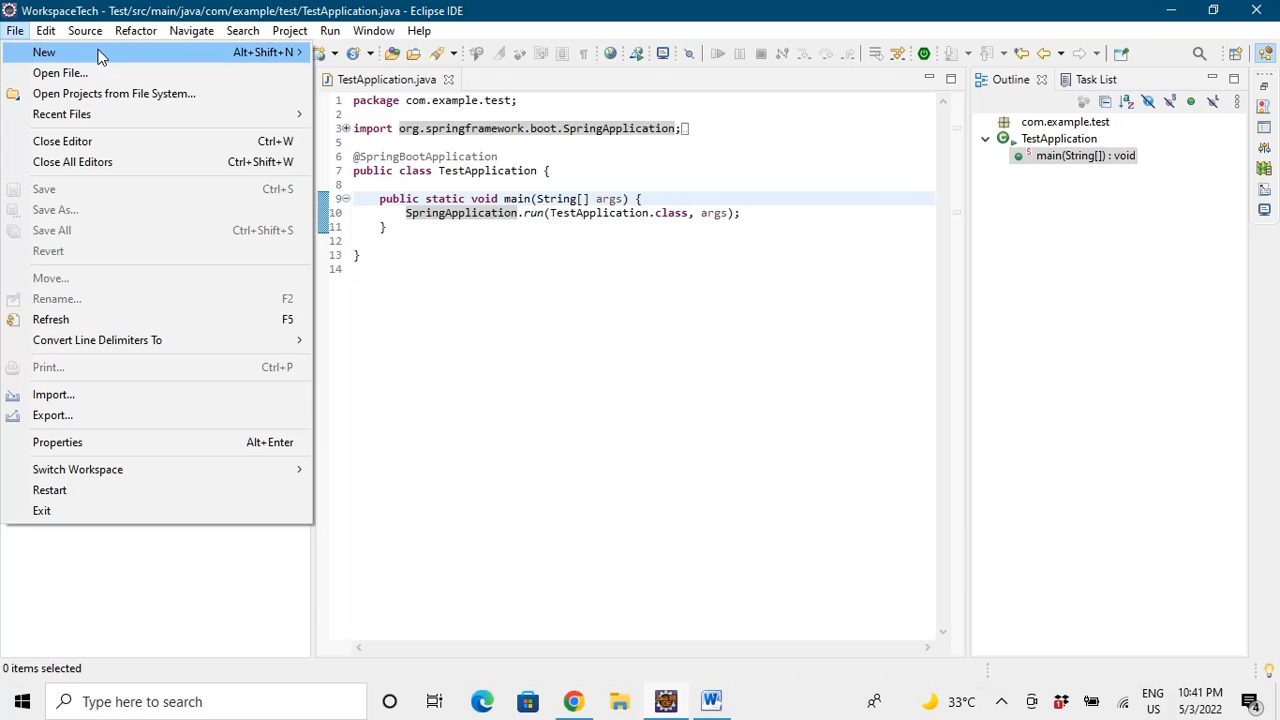 WorkspaceTech - Test/src/main/java/com/example/test/TestApplication.java - Eclipse IDE
File Edit Source Refactor Navigate Search Project Run Window Help
New Alt+Shift+N
Open File...
Open Projects from File System...
Recent Files
Close Editor Ctrl+W
Close All Editors Ctrl+Shift+W
Save Ctrl+S
Save As...
Save All Ctrl+Shift+S
Revert
Move...
Rename... F2
Refresh F5
Convert Line Delimiters To
Print... Ctrl+P
Import...
Export...
Properties Alt+Enter
Switch Workspace
Restart
Exit
TestApplication.java
1 package com.example.test;
2
3 import org.springframework.boot.SpringApplication;
5
6 @SpringBootApplication
7 public class TestApplication {
8
9 public static void main(String[] args) {
10 SpringApplication.run(TestApplication.class, args);
11 }
12
13 }
14
Outline Task List
com.example.test
TestApplication
main(String[]) : void
0 items selected
Type here to search
33°C
ENG
US
10:41 PM
5/3/2022
4